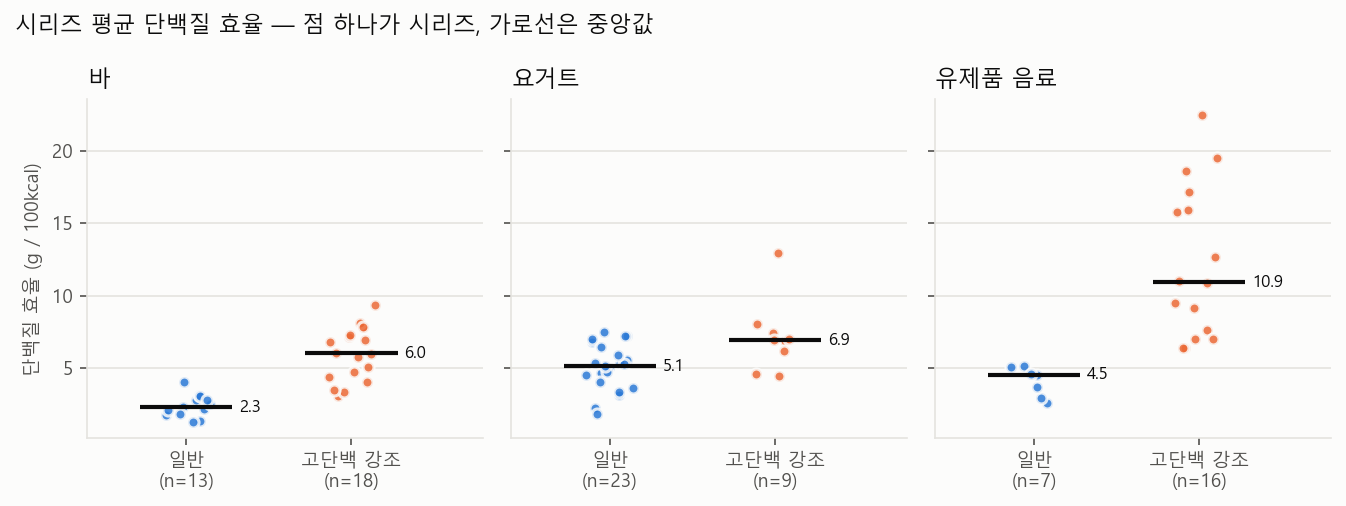 시리즈 평균 단백질 효율 — 점 하나가 시리즈, 가로선은 중앙값
바
요거트
유제품 음료
단백질 효율 (g / 100kcal)
20
15
10
5
2.3
6.0
5.1
6.9
4.5
10.9
일반
(n=13)
고단백 강조
(n=18)
일반
(n=23)
고단백 강조
(n=9)
일반
(n=7)
고단백 강조
(n=16)